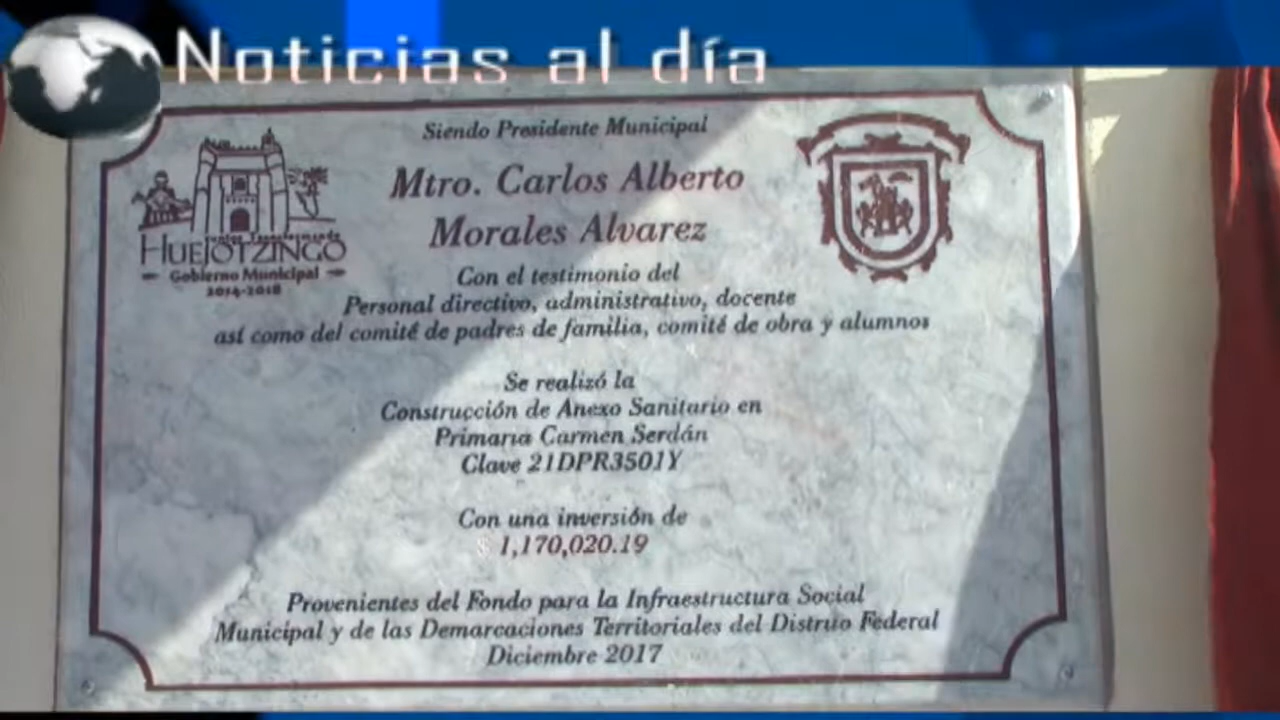 Noticias al día
Siendo Presidente Municipal
Mtro. Carlos Alberto
Morales Alvarez
HUEJOTZINGO
Gobierno Municipal
2014-2018
Con el testimonio del
Personal directivo, administrativo, docente
así como del comité de padres de familia, comité de obra y alumnos
Se realizó la
Construcción de Anexo Sanitario en
Primaria Carmen Serdán
Clave 21DPR3501Y
Con una inversión de
$ 1,170,020.19
Provenientes del Fondo para la Infraestructura Social
Municipal y de las Demarcaciones Territoriales del Distrito Federal
Diciembre 2017